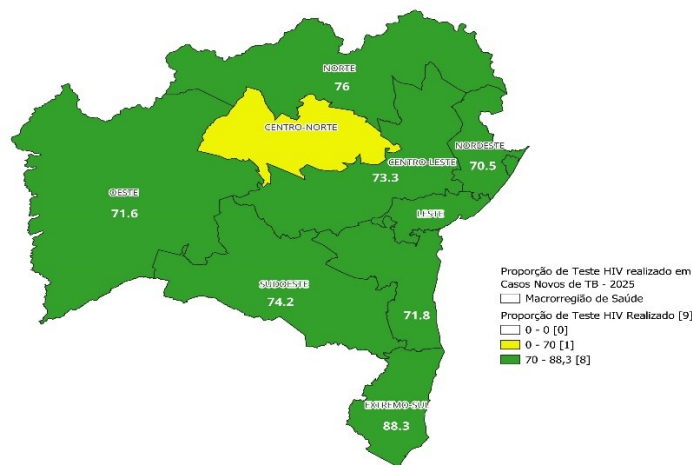 NORTE
76
CENTRO-NORTE
NORDESTE
70.5
CENTRO-LESTE
73.3
OESTE
71.6
LESTE
SUDOESTE
74.2
71.8
EXTREMO-SUL
88.3
Proporção de Teste HIV realizado em
Casos Novos de TB - 2025
Macrorregião de Saúde
Proporção de Teste HIV Realizado [9]
0 - 0 [0]
0 - 70 [1]
70 - 88,3 [8]